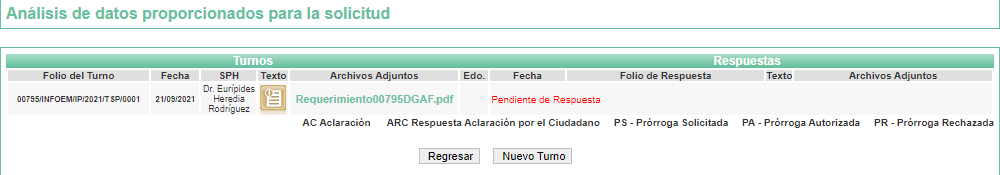 Análisis de datos proporcionados para la solicitud
Turnos Respuestas
Folio del Turno Fecha SPH Texto Archivos Adjuntos Edo. Fecha Folio de Respuesta Texto Archivos Adjuntos
00795/INFOEM/IP/2021/TSP/0001 21/09/2021 Dr. Eurípides Heredia Rodríguez Requerimiento00795DGAF.pdf Pendiente de Respuesta
AC Aclaración ARC Respuesta Aclaración por el Ciudadano PS - Prórroga Solicitada PA - Prórroga Autorizada PR - Prórroga Rechazada
Regresar Nuevo Turno